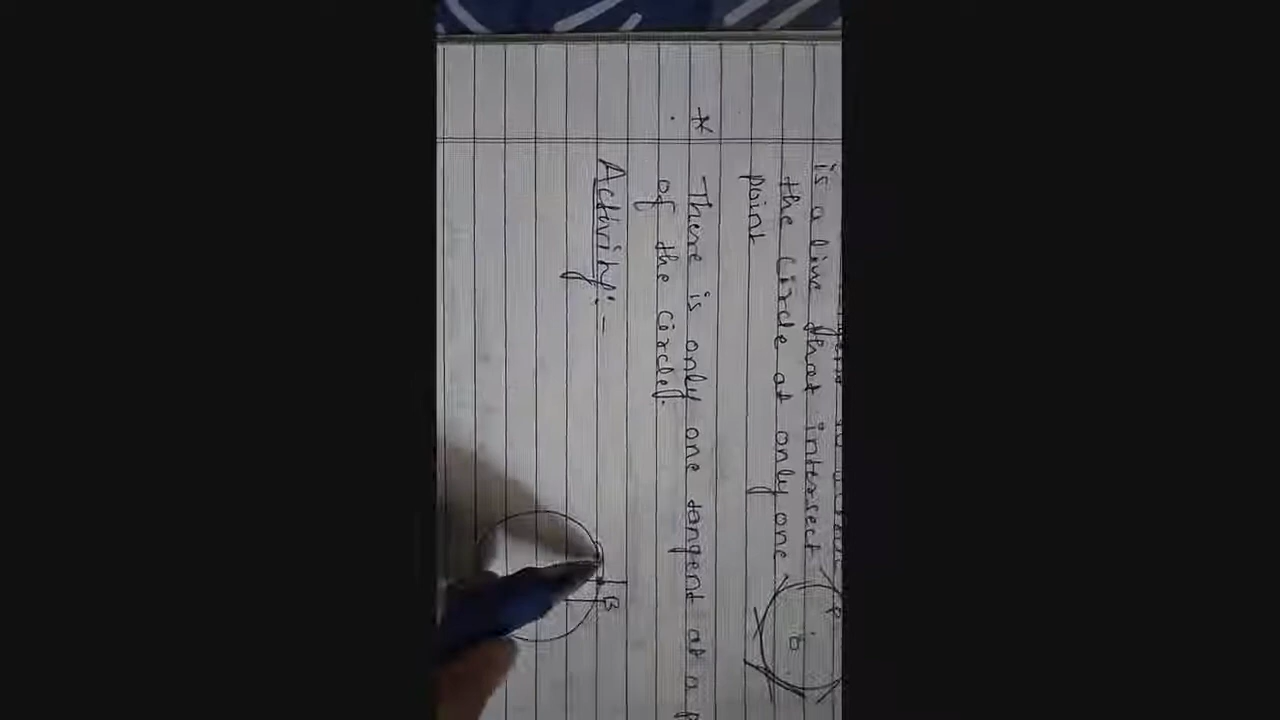 is a line that intersect
the circle at only one
point
* There is only one tangent at a
of the circle.
Activity:-
B
P
o